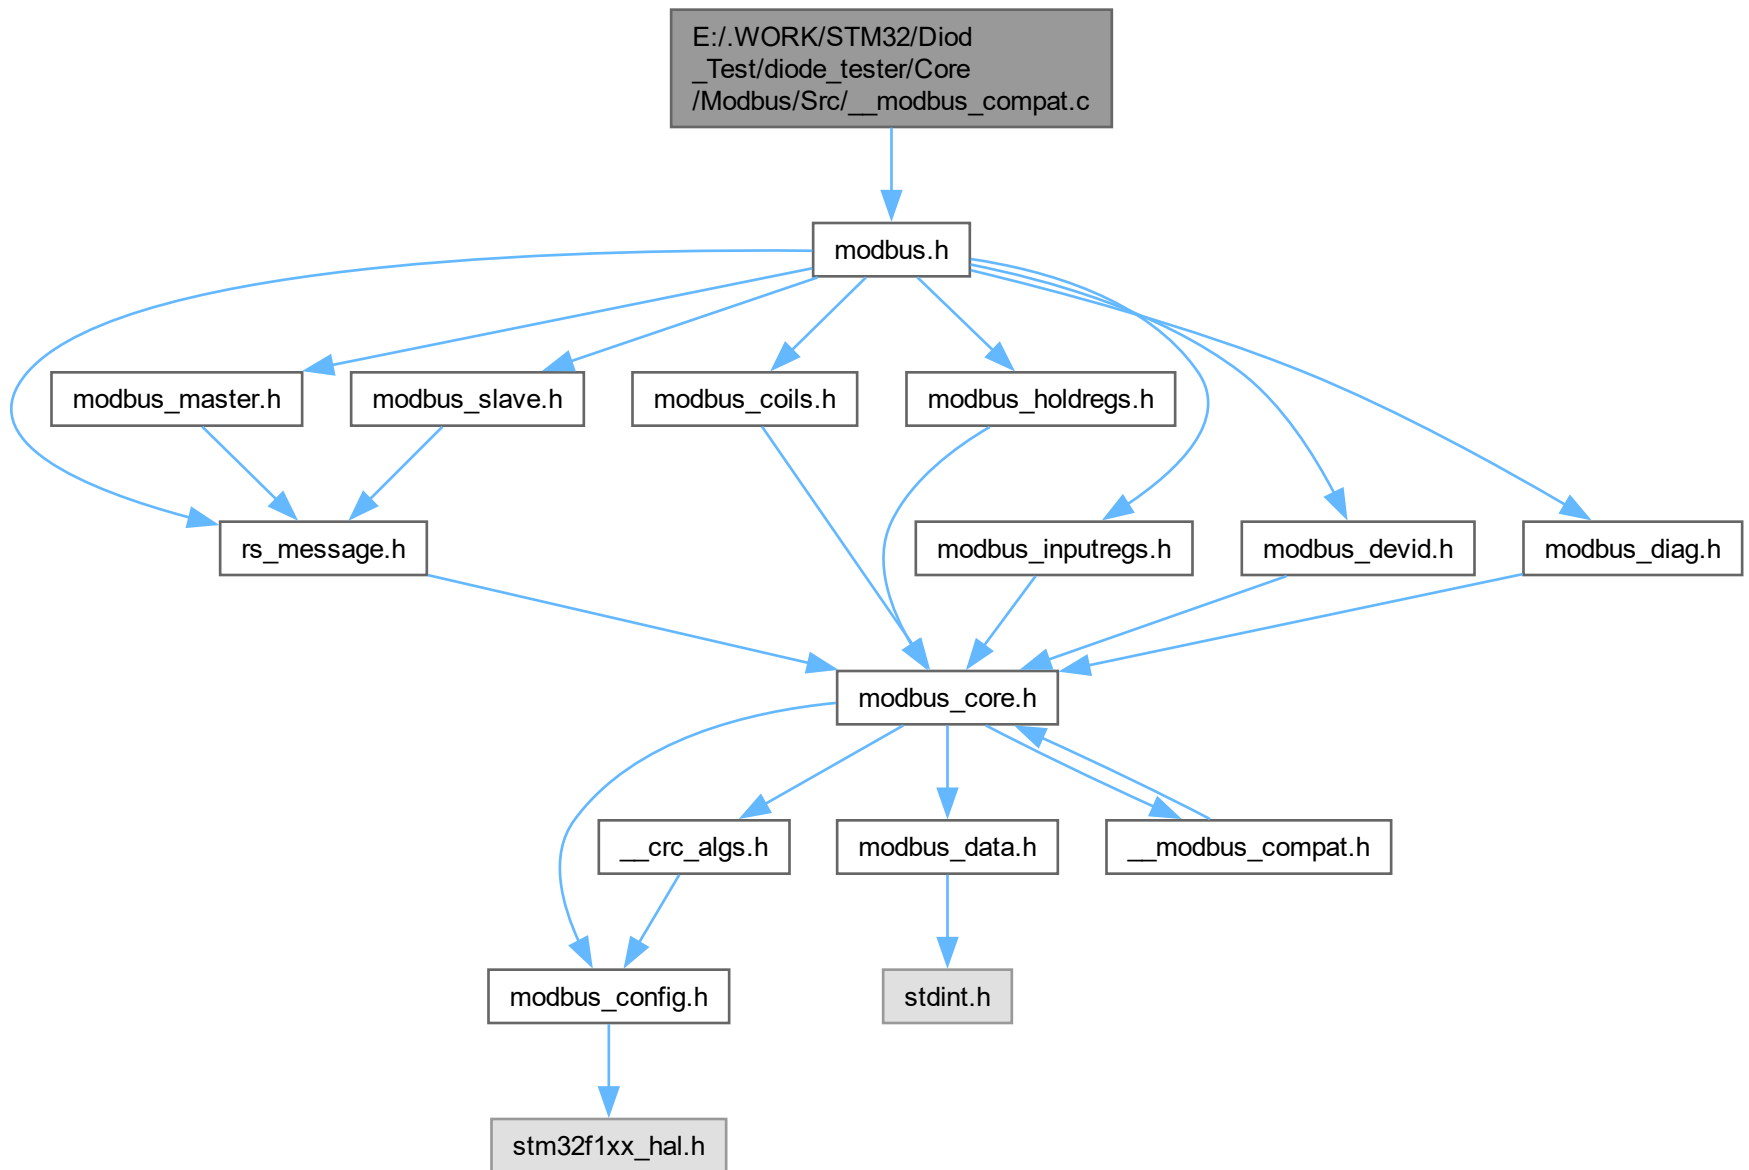 E:/.WORK/STM32/Diod
_Test/diode_tester/Core
/Modbus/Src/__modbus_compat.c
modbus.h
modbus_master.h
modbus_slave.h
modbus_coils.h
modbus_holdregs.h
rs_message.h
modbus_inputregs.h
modbus_devid.h
modbus_diag.h
modbus_core.h
__crc_algs.h
modbus_data.h
__modbus_compat.h
modbus_config.h
stdint.h
stm32f1xx_hal.h